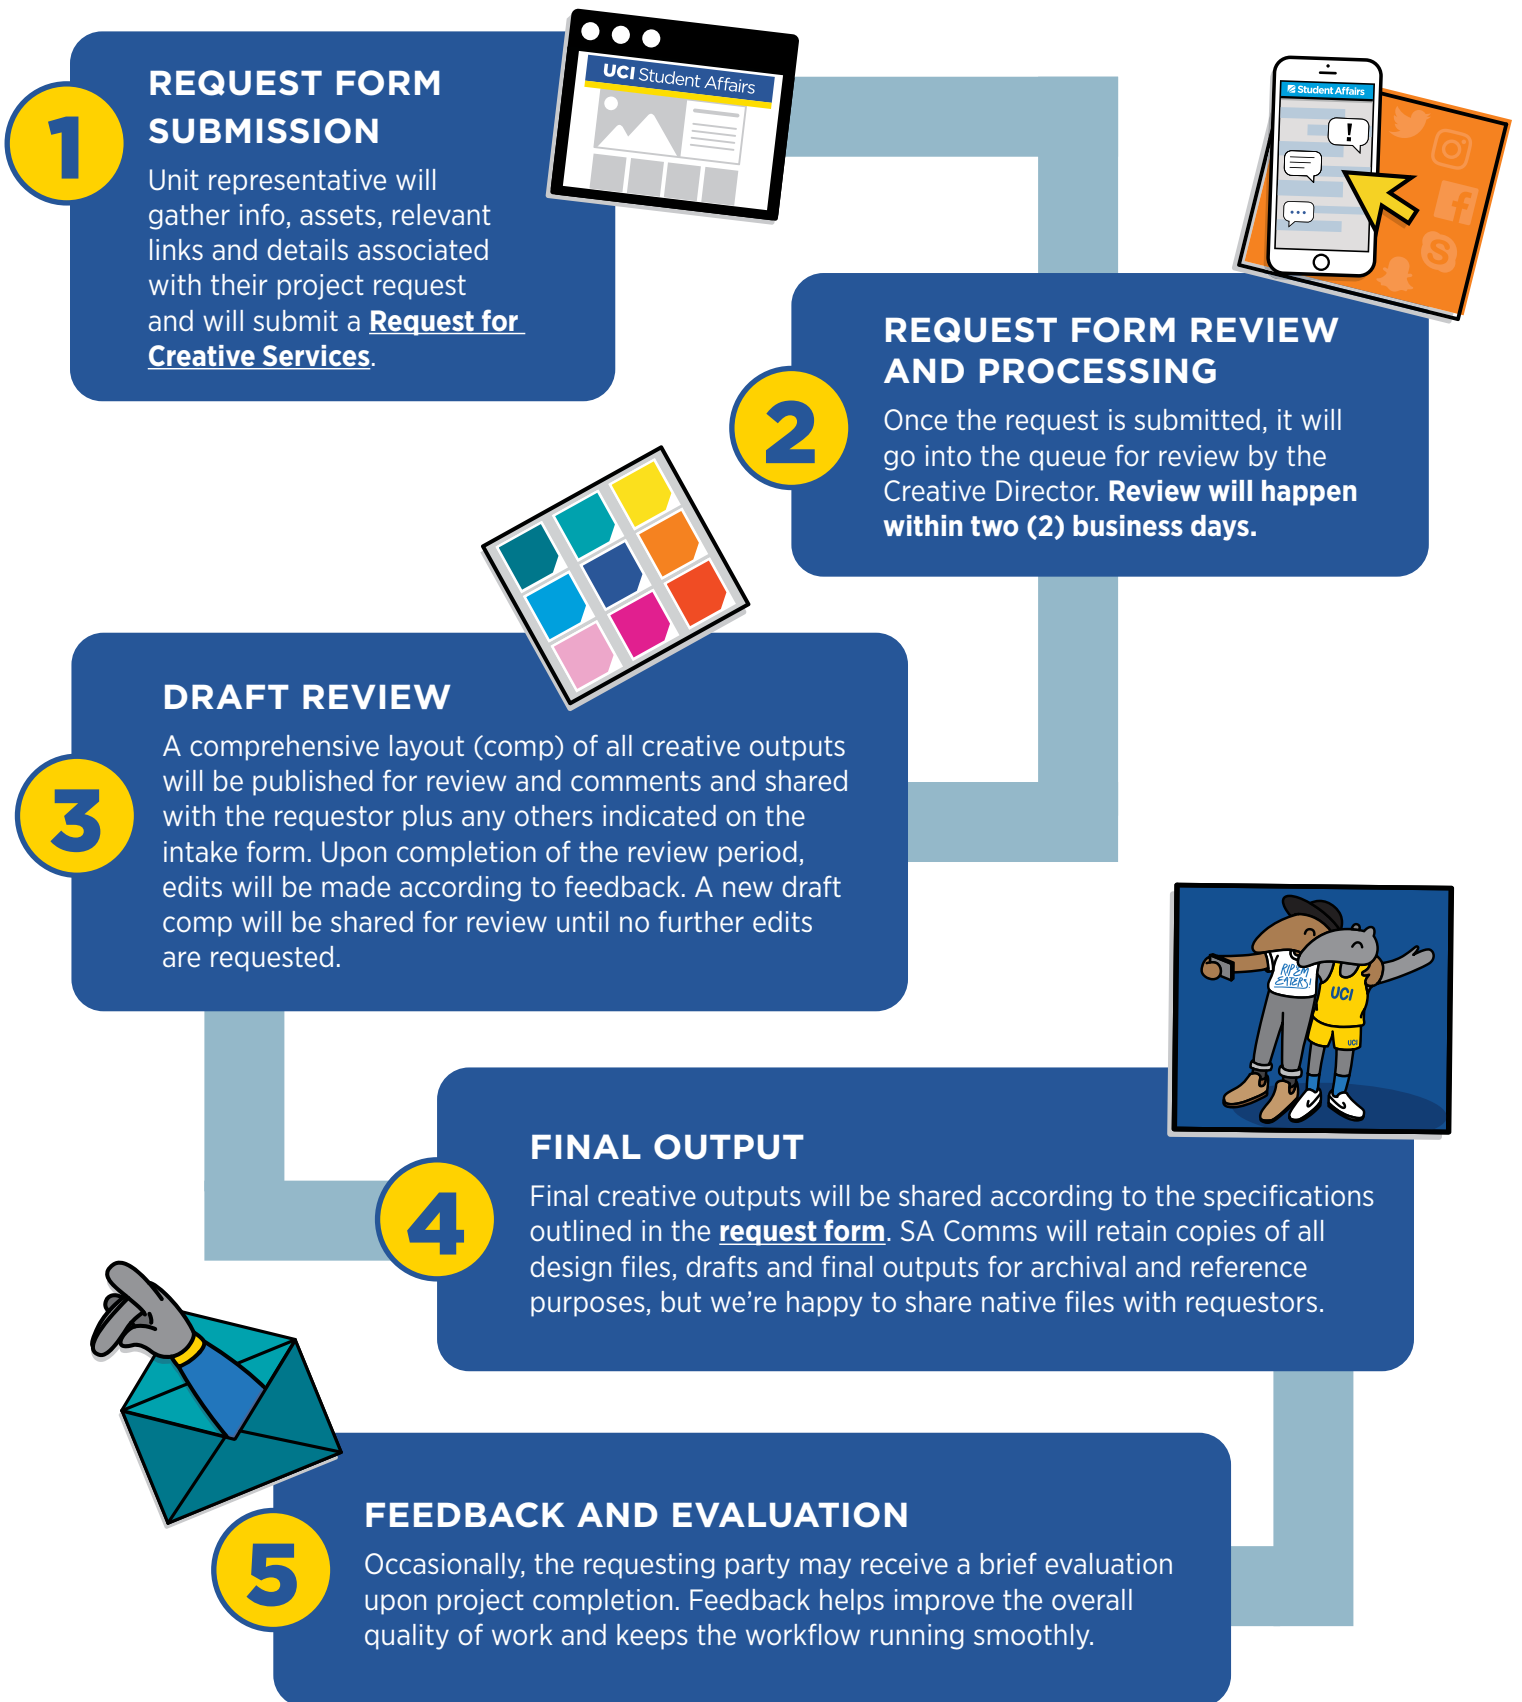 1
REQUEST FORM
SUBMISSION
Unit representative will
gather info, assets, relevant
links and details associated
with their project request
and will submit a Request for
Creative Services.
UCI Student Affairs
Student Affairs
!
2
REQUEST FORM REVIEW
AND PROCESSING
Once the request is submitted, it will
go into the queue for review by the
Creative Director. Review will happen
within two (2) business days.
3
DRAFT REVIEW
A comprehensive layout (comp) of all creative outputs
will be published for review and comments and shared
with the requestor plus any others indicated on the
intake form. Upon completion of the review period,
edits will be made according to feedback. A new draft
comp will be shared for review until no further edits
are requested.
RIP'EM
EATERS!
UCI
UCI
4
FINAL OUTPUT
Final creative outputs will be shared according to the specifications
outlined in the request form. SA Comms will retain copies of all
design files, drafts and final outputs for archival and reference
purposes, but we're happy to share native files with requestors.
5
FEEDBACK AND EVALUATION
Occasionally, the requesting party may receive a brief evaluation
upon project completion. Feedback helps improve the overall
quality of work and keeps the workflow running smoothly.